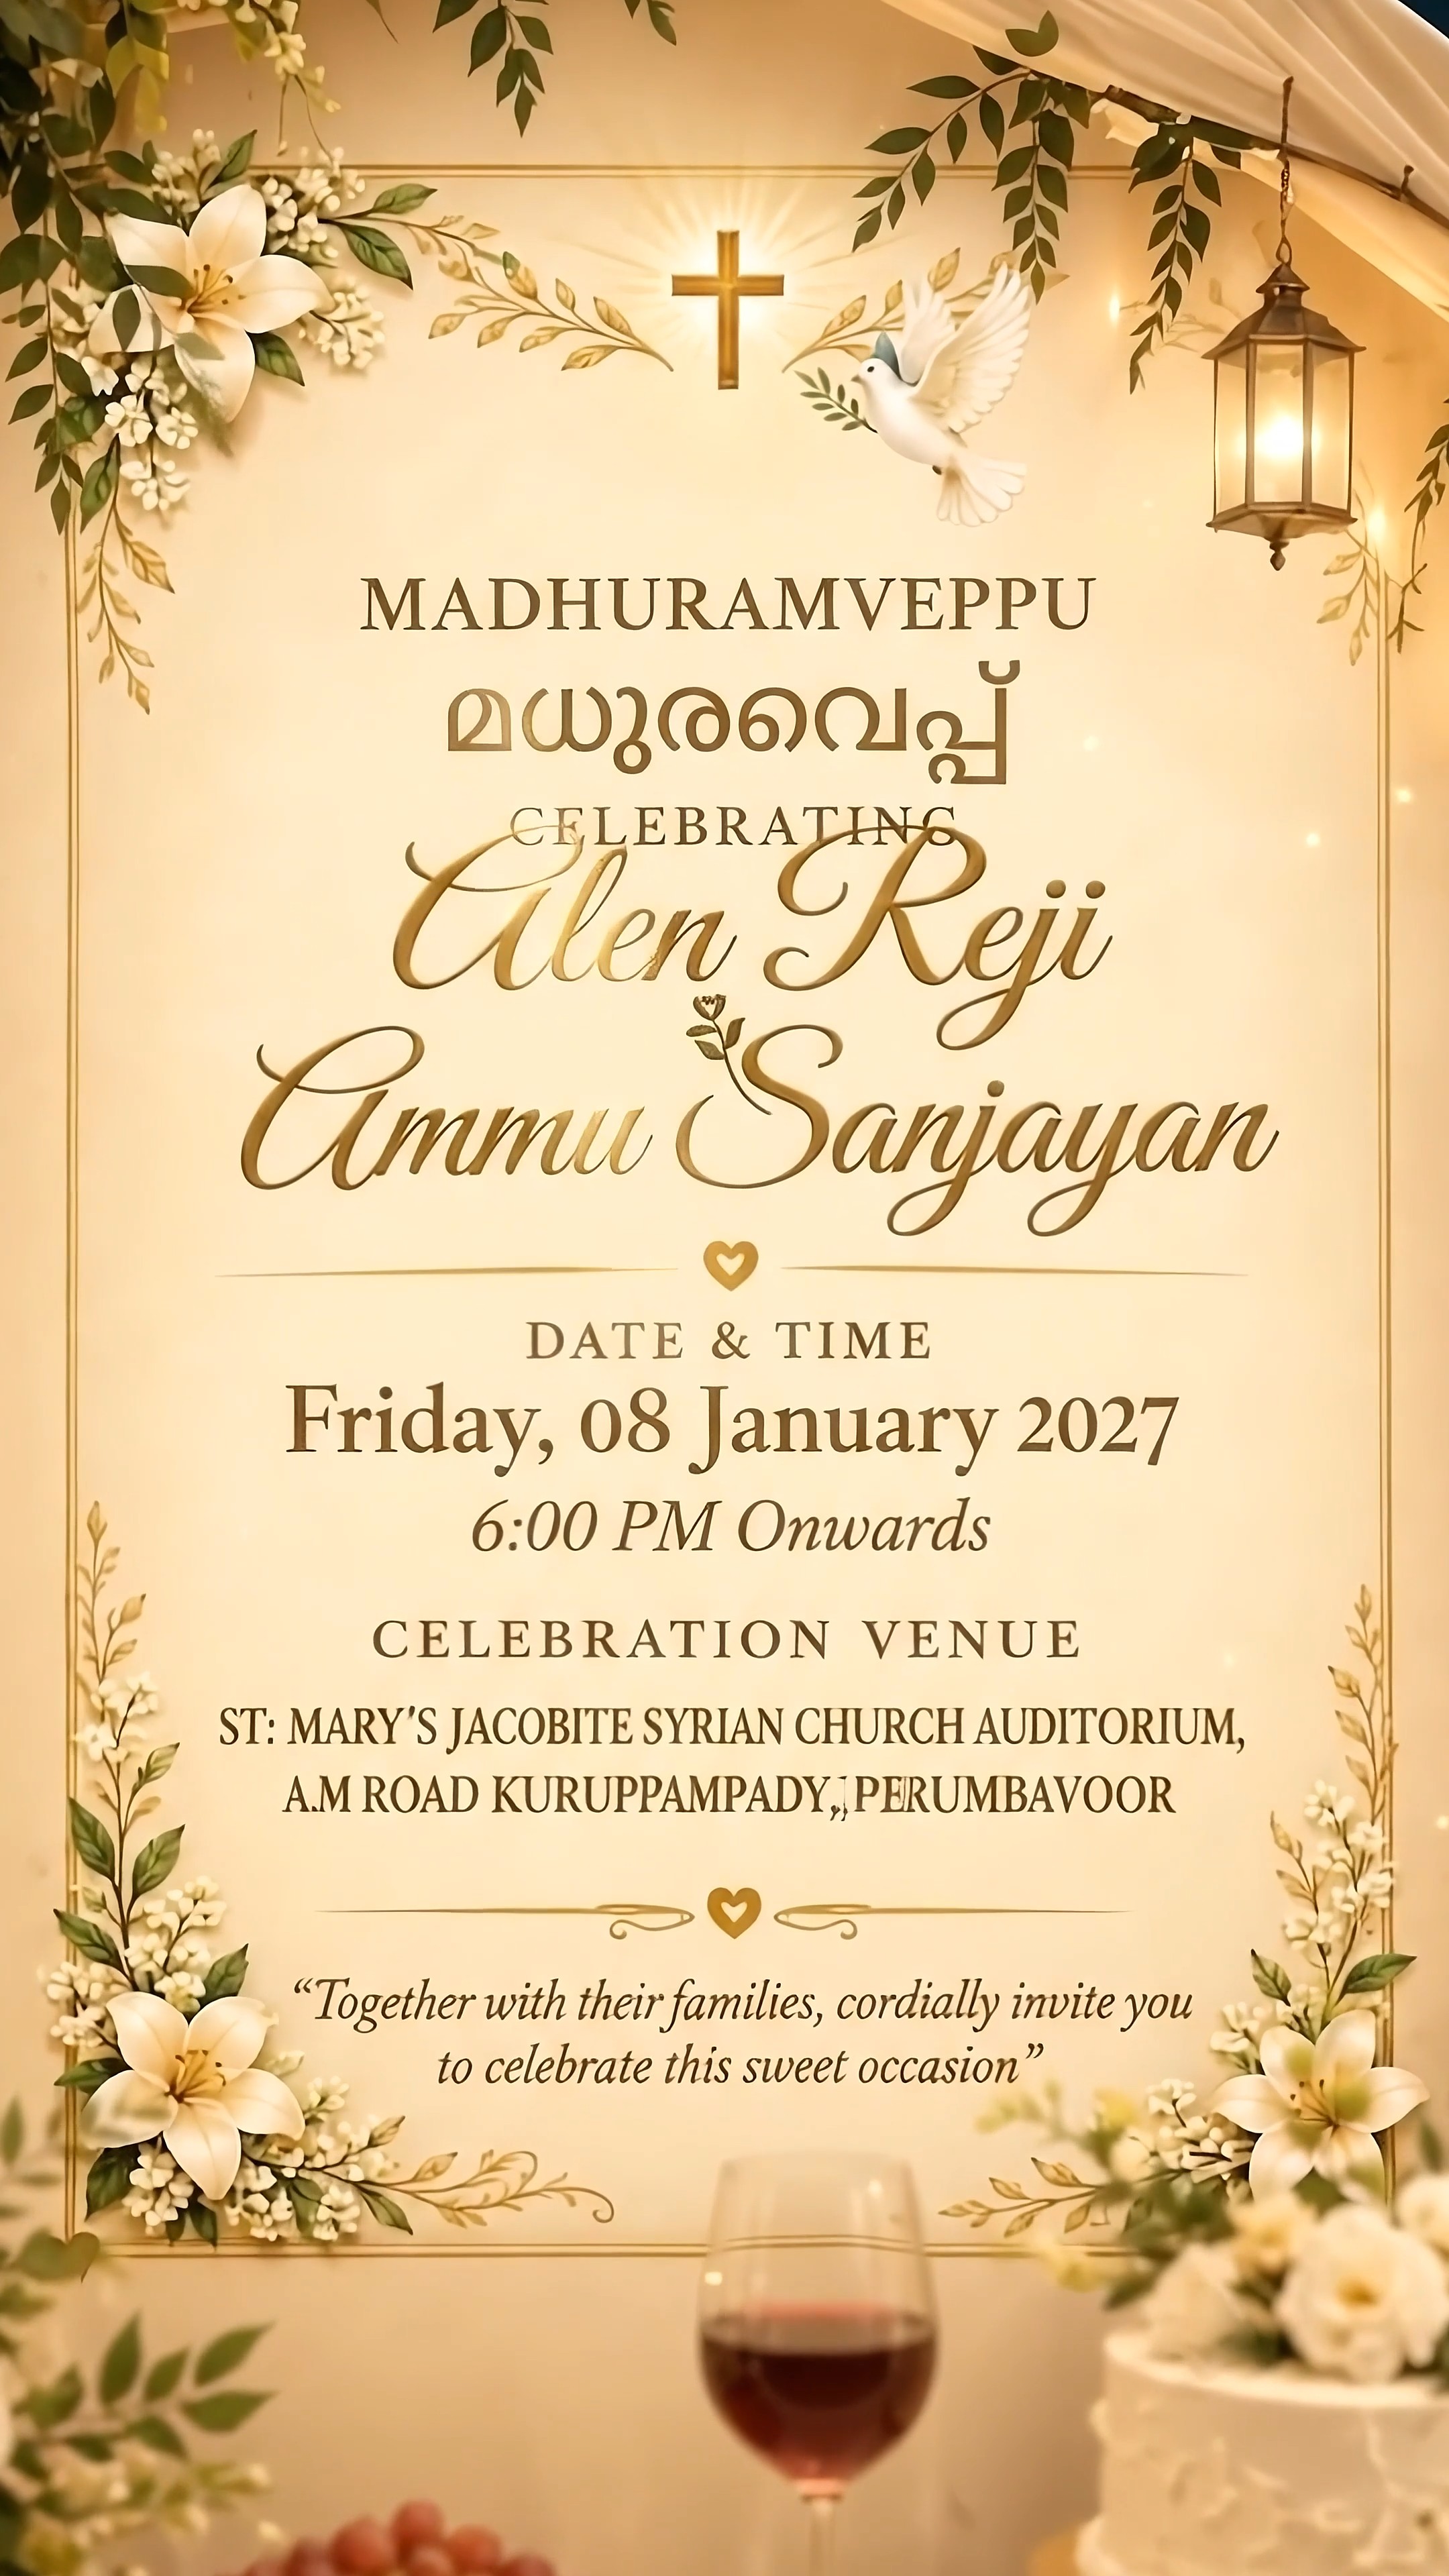 MADHURAMVEPPU
മധുരവെപ്പ്
CELEBRATING
Alen Reji
Ammu Sanjayan
DATE & TIME
Friday, 08 January 2027
6:00 PM Onwards
CELEBRATION VENUE
ST: MARY'S JACOBITE SYRIAN CHURCH AUDITORIUM,
A.M ROAD KURUPPAMPADY, PERUMBAVOOR
“Together with their families, cordially invite you
to celebrate this sweet occasion”